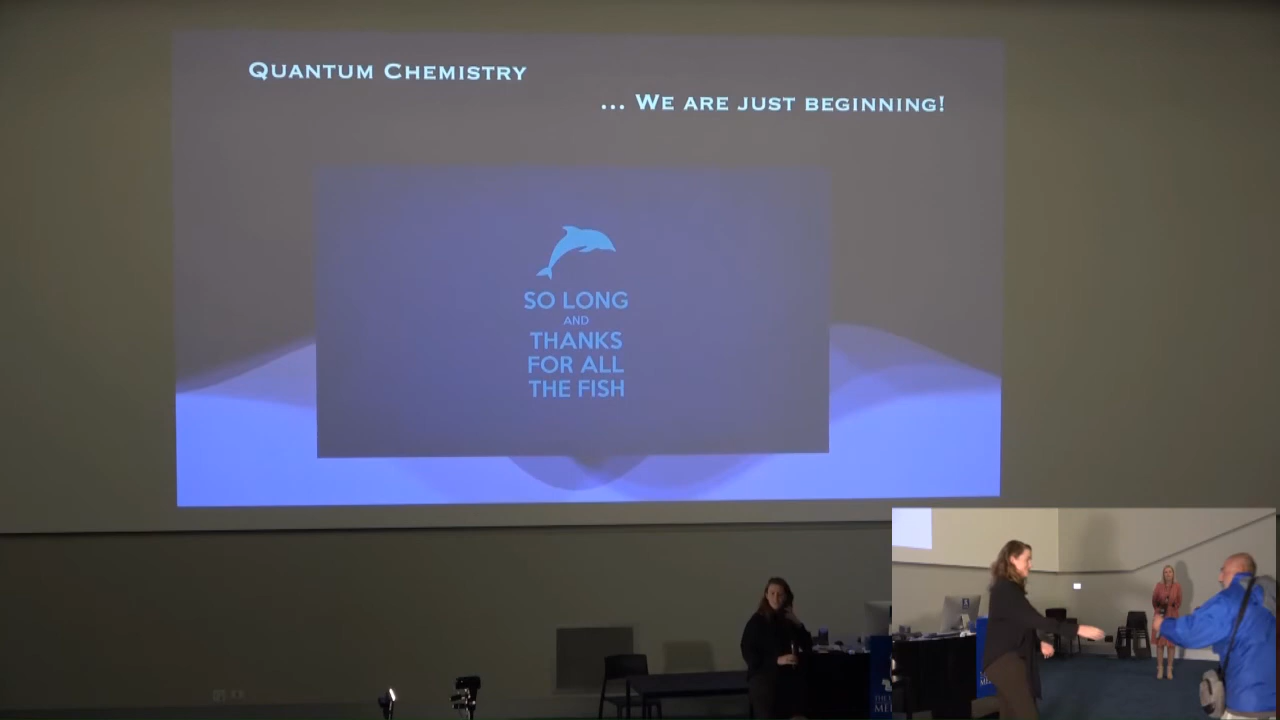 QUANTUM CHEMISTRY
... WE ARE JUST BEGINNING!
SO LONG
AND
THANKS
FOR ALL
THE FISH